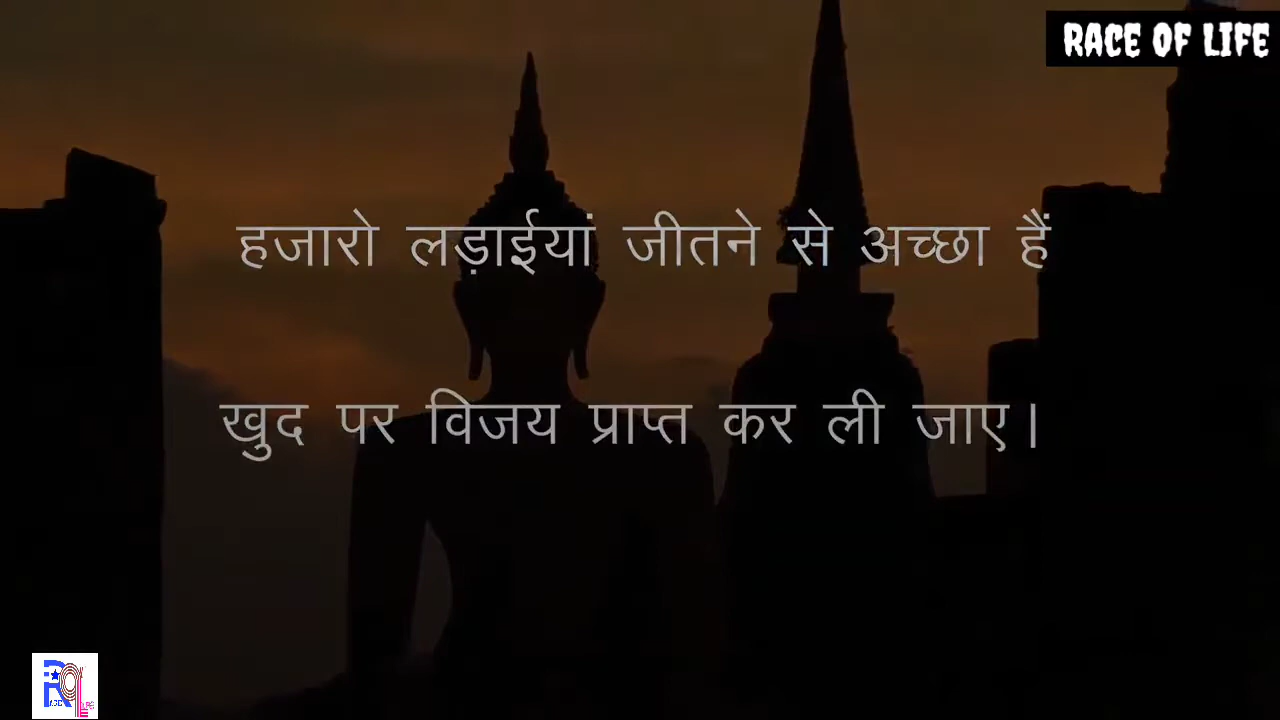 RACE OF LIFE
हजारो लड़ाईयां जीतने से अच्छा हैं
खुद पर विजय प्राप्त कर ली जाए।